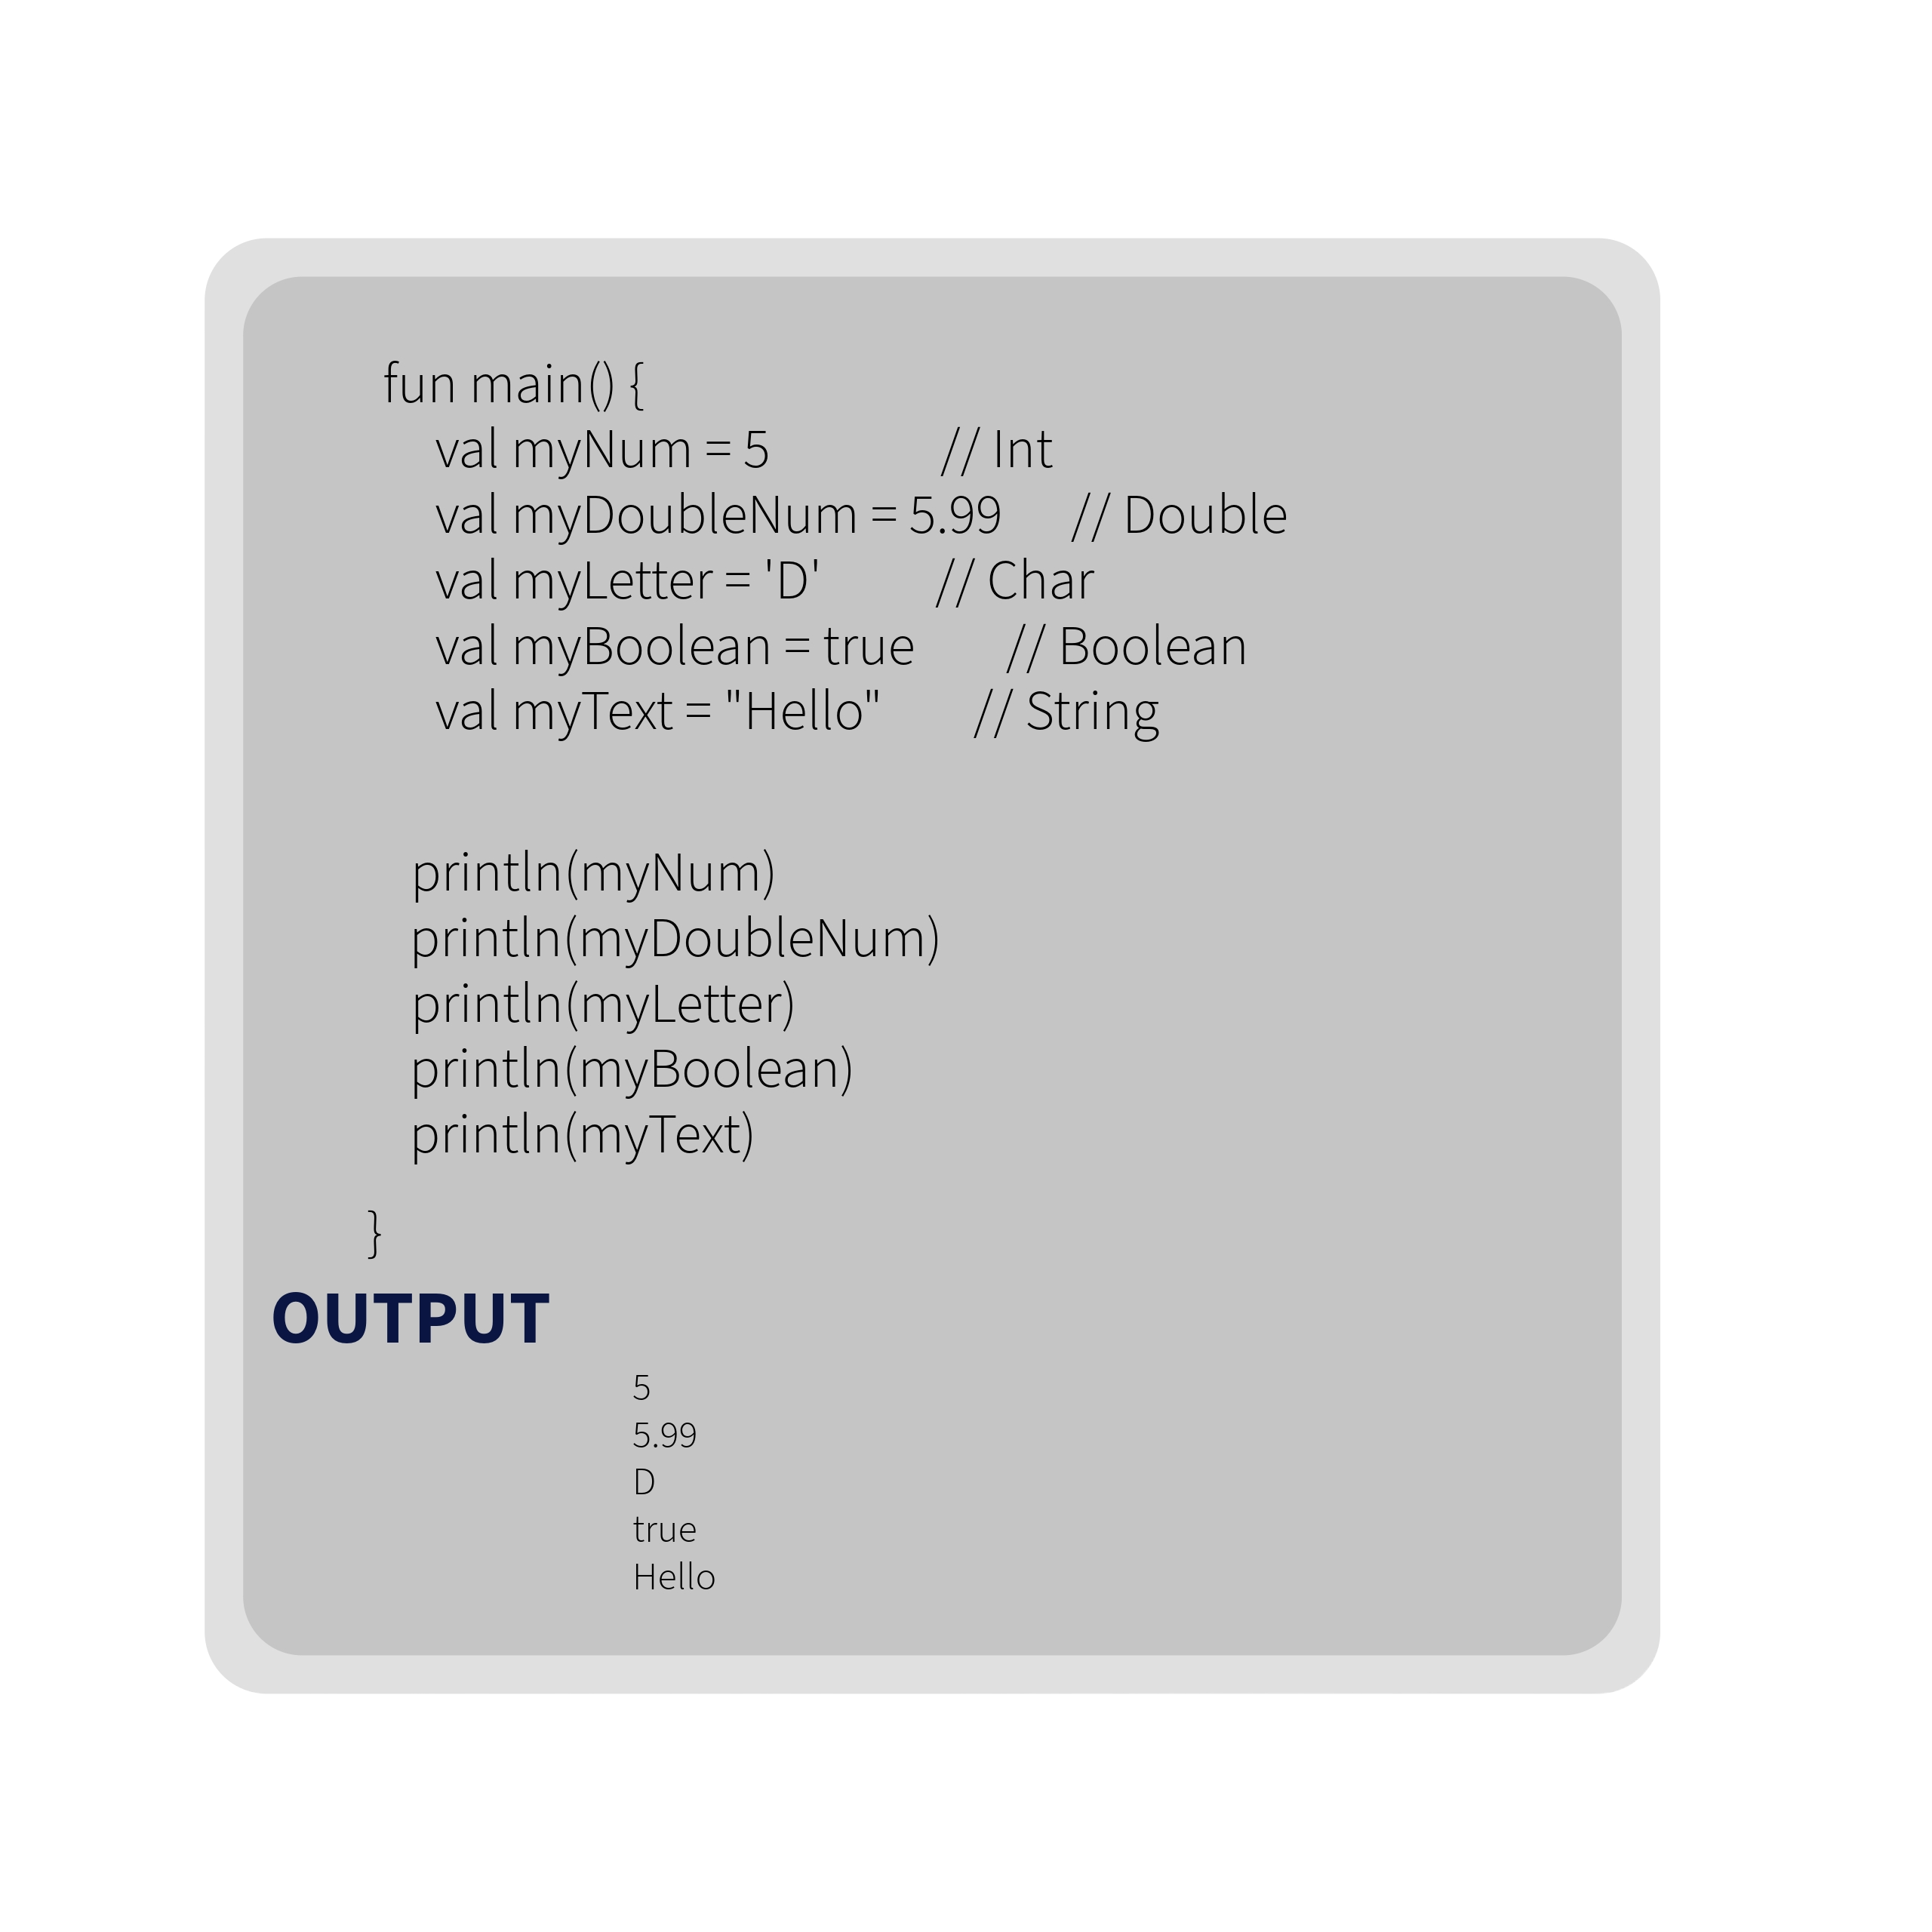 fun main() {
val myNum = 5 // Int
val myDoubleNum = 5.99 // Double
val myLetter = 'D' // Char
val myBoolean = true // Boolean
val myText = "Hello" // String
println(myNum)
println(myDoubleNum)
println(myLetter)
println(myBoolean)
println(myText)
}
OUTPUT
5
5.99
D
true
Hello